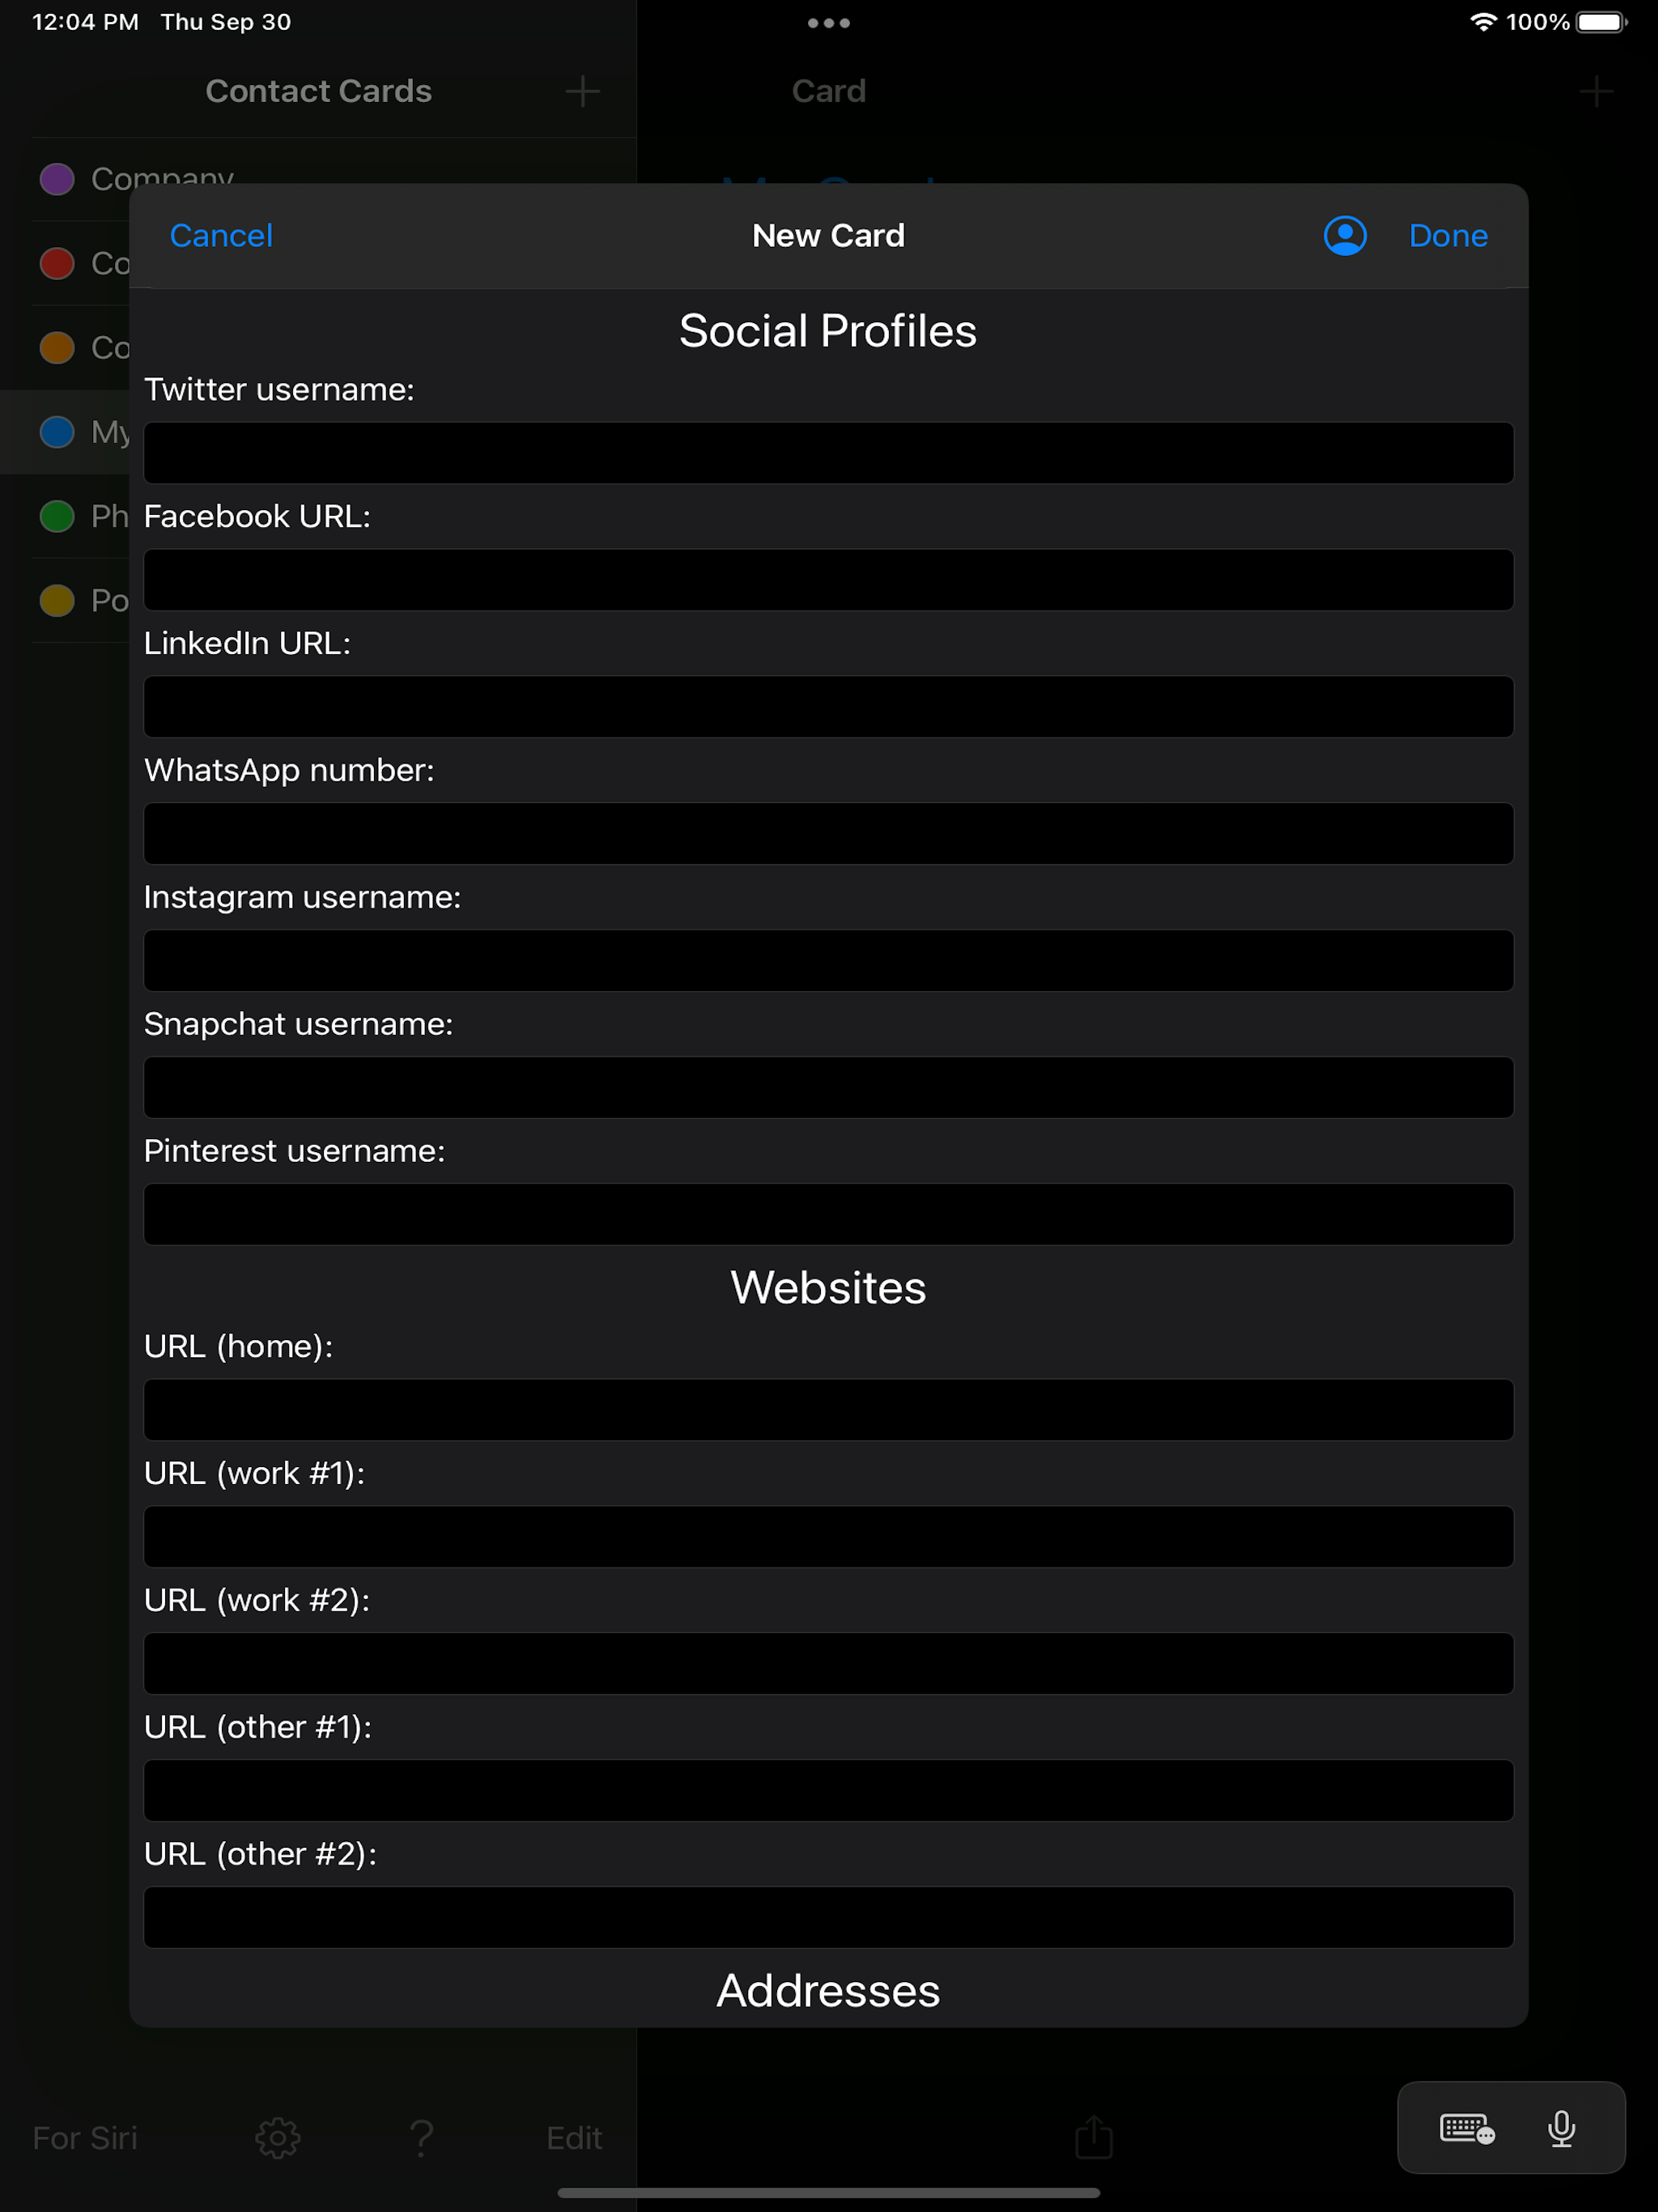 12:04 PM Thu Sep 30
100%
Contact Cards
Card
Company
Co
Co
My
Ph
Po
Cancel
New Card
Done
Social Profiles
Twitter username:
Facebook URL:
LinkedIn URL:
WhatsApp number:
Instagram username:
Snapchat username:
Pinterest username:
Websites
URL (home):
URL (work #1):
URL (work #2):
URL (other #1):
URL (other #2):
Addresses
For Siri
?
Edit